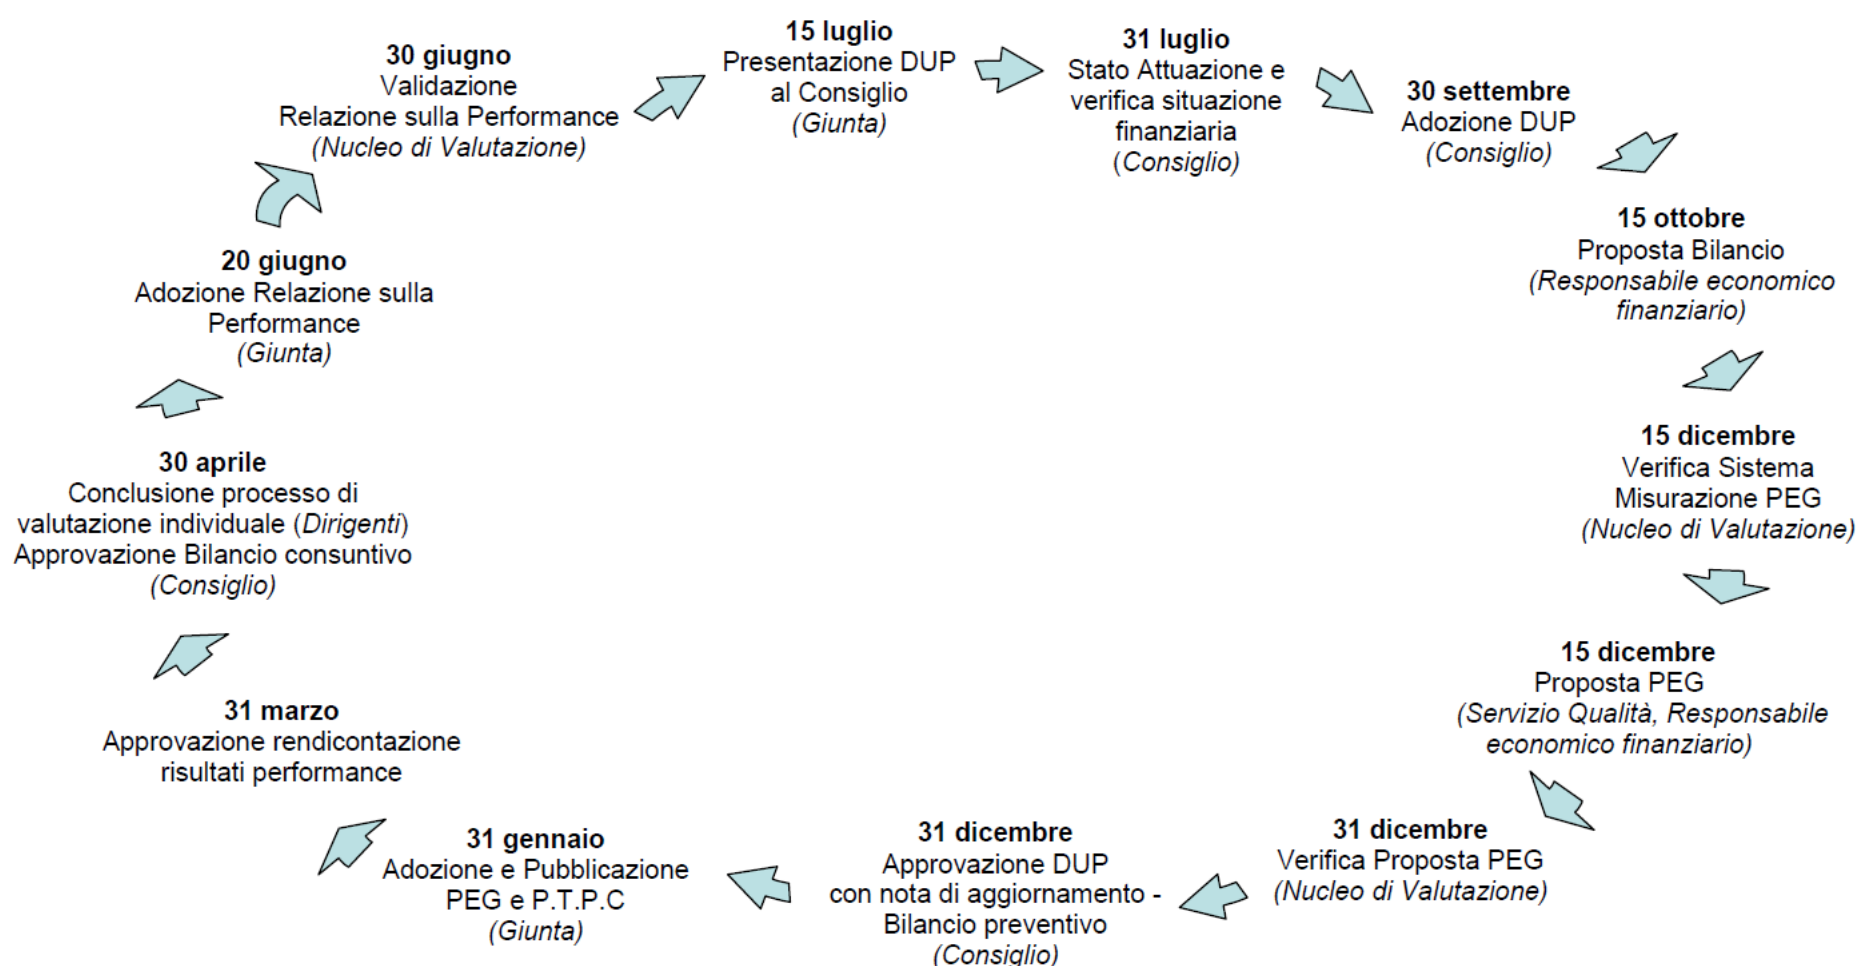 30 giugno
Validazione
Relazione sulla Performance
(Nucleo di Valutazione)
15 luglio
Presentazione DUP
al Consiglio
(Giunta)
31 luglio
Stato Attuazione e
verifica situazione
finanziaria
(Consiglio)
30 settembre
Adozione DUP
(Consiglio)
15 ottobre
Proposta Bilancio
(Responsabile economico
finanziario)
15 dicembre
Verifica Sistema
Misurazione PEG
(Nucleo di Valutazione)
15 dicembre
Proposta PEG
(Servizio Qualità, Responsabile
economico finanziario)
31 dicembre
Verifica Proposta PEG
(Nucleo di Valutazione)
31 dicembre
Approvazione DUP
con nota di aggiornamento -
Bilancio preventivo
(Consiglio)
31 gennaio
Adozione e Pubblicazione
PEG e P.T.P.C
(Giunta)
31 marzo
Approvazione rendicontazione
risultati performance
30 aprile
Conclusione processo di
valutazione individuale (Dirigenti)
Approvazione Bilancio consuntivo
(Consiglio)
20 giugno
Adozione Relazione sulla
Performance
(Giunta)